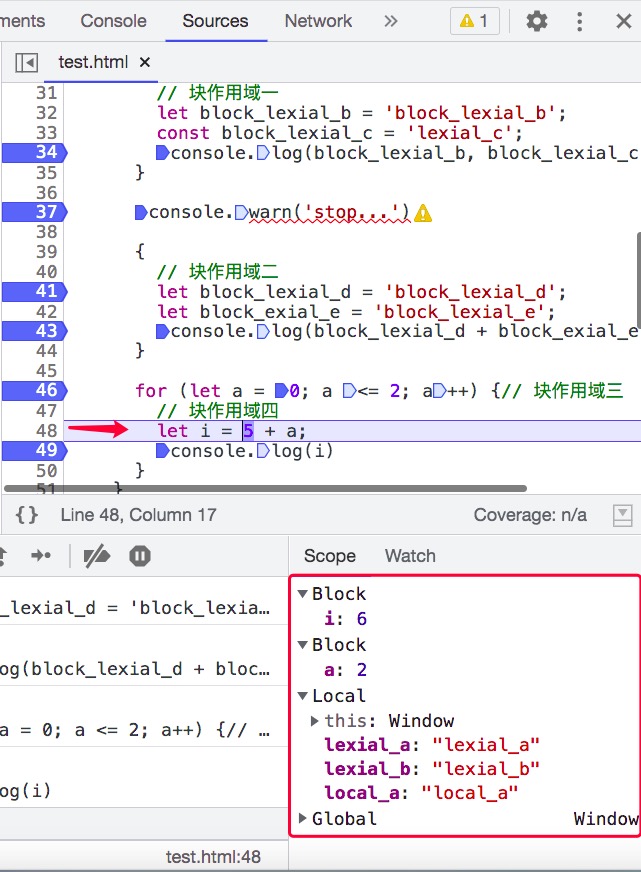 ments Console Sources Network » 1
test.html ×
31 // 块作用域一
32 let block_lexial_b = 'block_lexial_b';
33 const block_lexial_c = 'lexial_c';
34 console.log(block_lexial_b, block_lexial_c
35 }
36
37 console.warn('stop...')
38
39 {
40 // 块作用域二
41 let block_lexial_d = 'block_lexial_d';
42 let block_exial_e = 'block_lexial_e';
43 console.log(block_lexial_d + block_exial_e
44 }
45
46 for (let a = 0; a <= 2; a++) {// 块作用域三
47 // 块作用域四
48 let i = 5 + a;
49 console.log(i)
50 }
51 }
{} Line 48, Column 17 Coverage: n/a
Scope Watch
_lexial_d = 'block_lexia…
og(block_lexial_d + bloc…
a = 0; a <= 2; a++) {// …
og(i)
test.html:48
Block
i: 6
Block
a: 2
Local
this: Window
lexial_a: "lexial_a"
lexial_b: "lexial_b"
local_a: "local_a"
Global Window